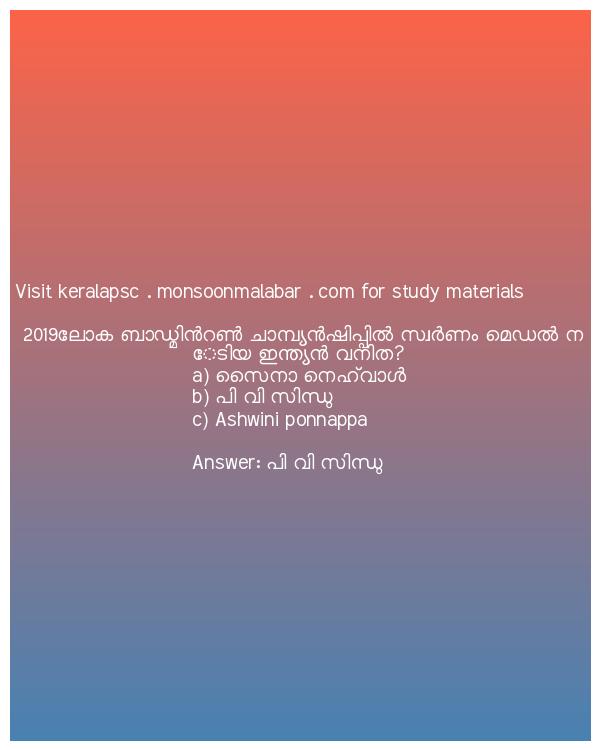 Visit keralapsc . monsoonmalabar . com for study materials
2019ലോക ബാഡ്മിൻറൺ ചാമ്പ്യൻഷിപ്പിൽ സ്വർണം മെഡൽ ന
േടിയ ഇന്ത്യൻ വനിത?
a) സൈനാ നെഹ്‌വാൾ
b) പി വി സിന്ധു
c) Ashwini ponnappa
Answer: പി വി സിന്ധു